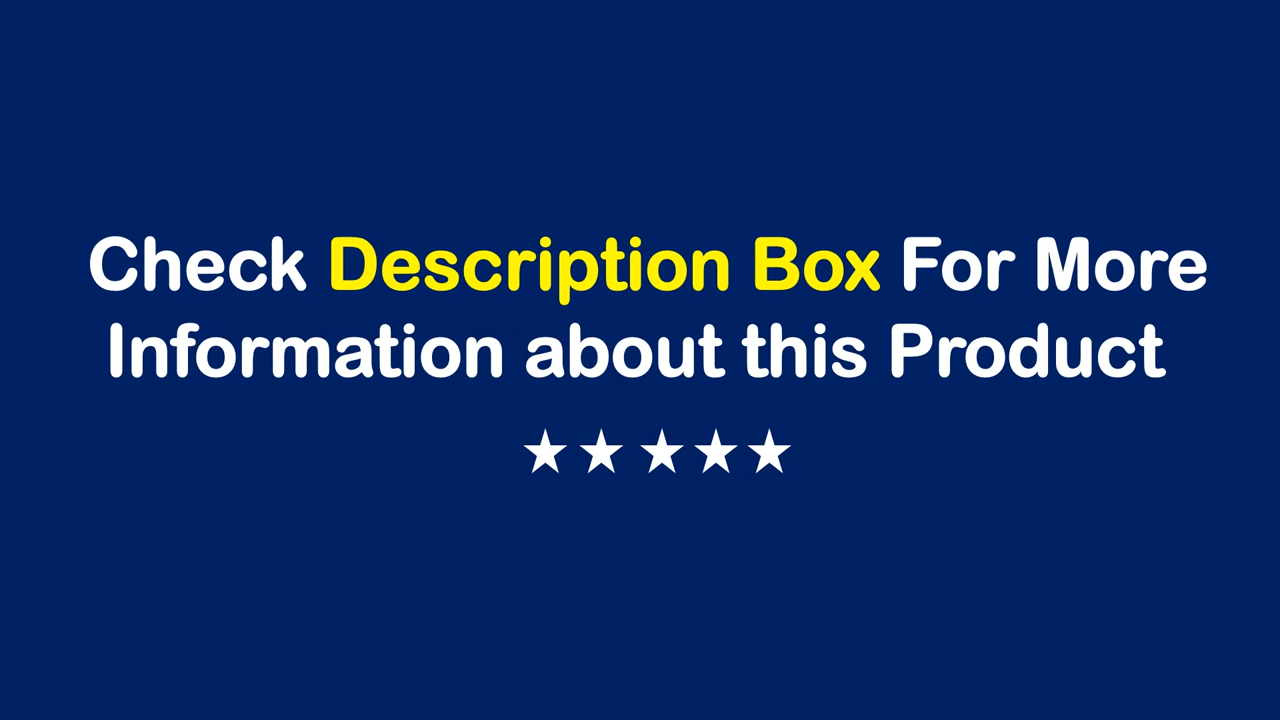 Check Description Box For More
Information about this Product
★★★★★